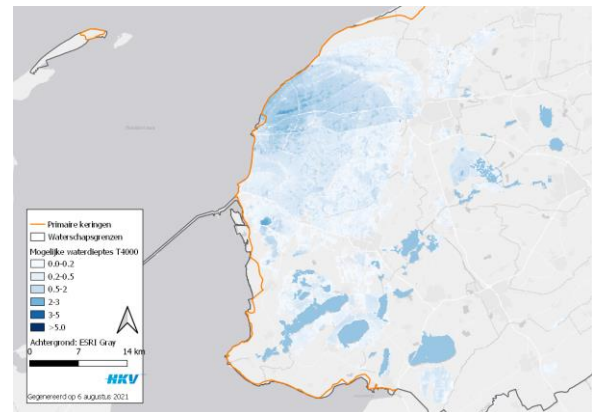 Primaire keringen
Waterschapsgrenzen
Mogelijke waterdieptes T4000
0.0-0.2
0.2-0.5
0.5-2
2-3
3-5
>5.0
Achtergrond: ESRI Gray
0 7 14 km
HKV
Gegenereerd op 6 augustus 2021